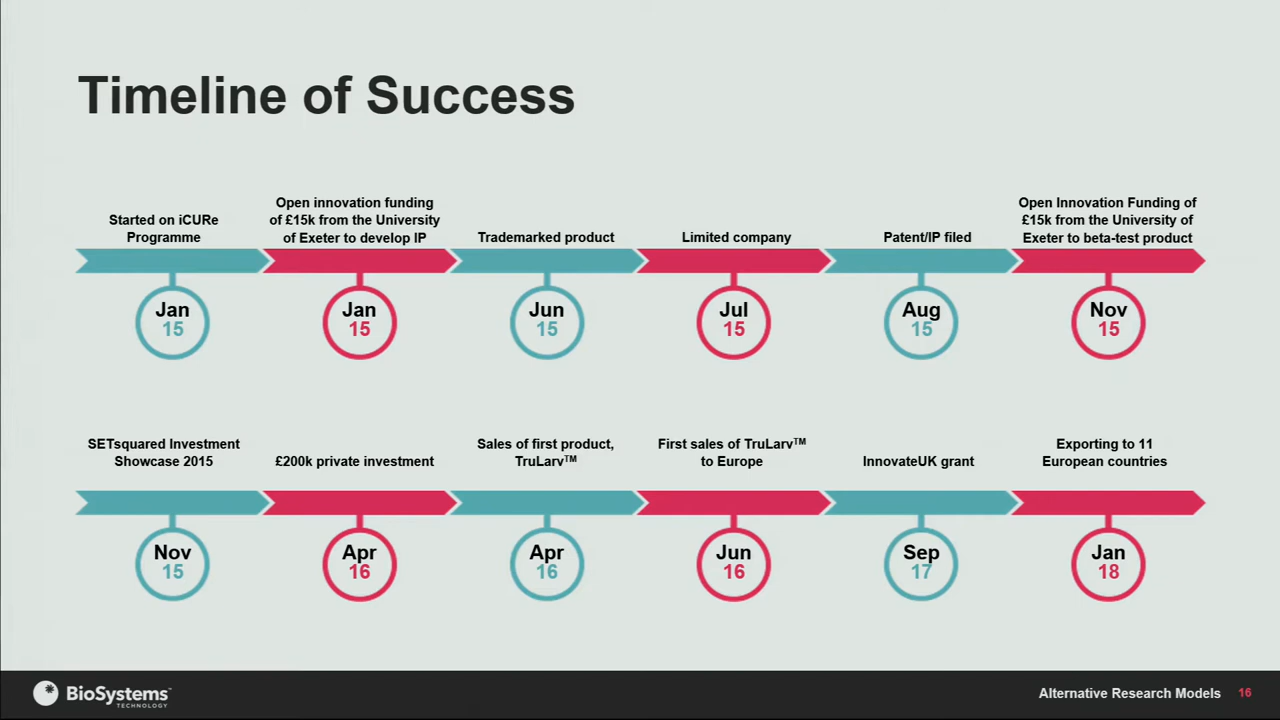 Timeline of Success
Started on iCURe
Programme
Open innovation funding
of £15k from the University
of Exeter to develop IP
Trademarked product
Limited company
Patent/IP filed
Open Innovation Funding of
£15k from the University of
Exeter to beta-test product
Jan
15
Jan
15
Jun
15
Jul
15
Aug
15
Nov
15
SETsquared Investment
Showcase 2015
£200k private investment
Sales of first product,
TruLarv™
First sales of TruLarv™
to Europe
InnovateUK grant
Exporting to 11
European countries
Nov
15
Apr
16
Apr
16
Jun
16
Sep
17
Jan
18
BioSystems™
TECHNOLOGY
Alternative Research Models 16